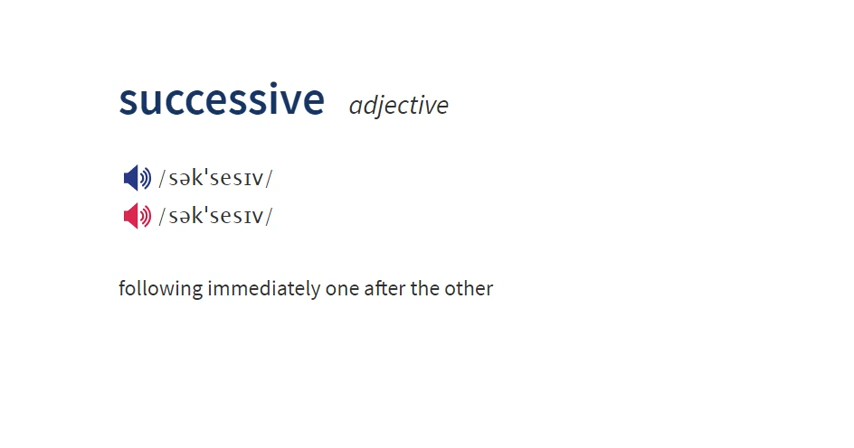 successive adjective
/səkˈsesɪv/
/səkˈsesɪv/
following immediately one after the other